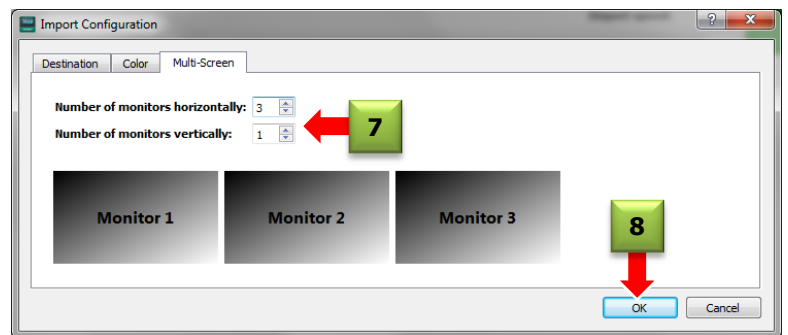 Import Configuration
Destination Color Multi-Screen
Number of monitors horizontally: 3
Number of monitors vertically: 1
7
Monitor 1 Monitor 2 Monitor 3
8
OK Cancel